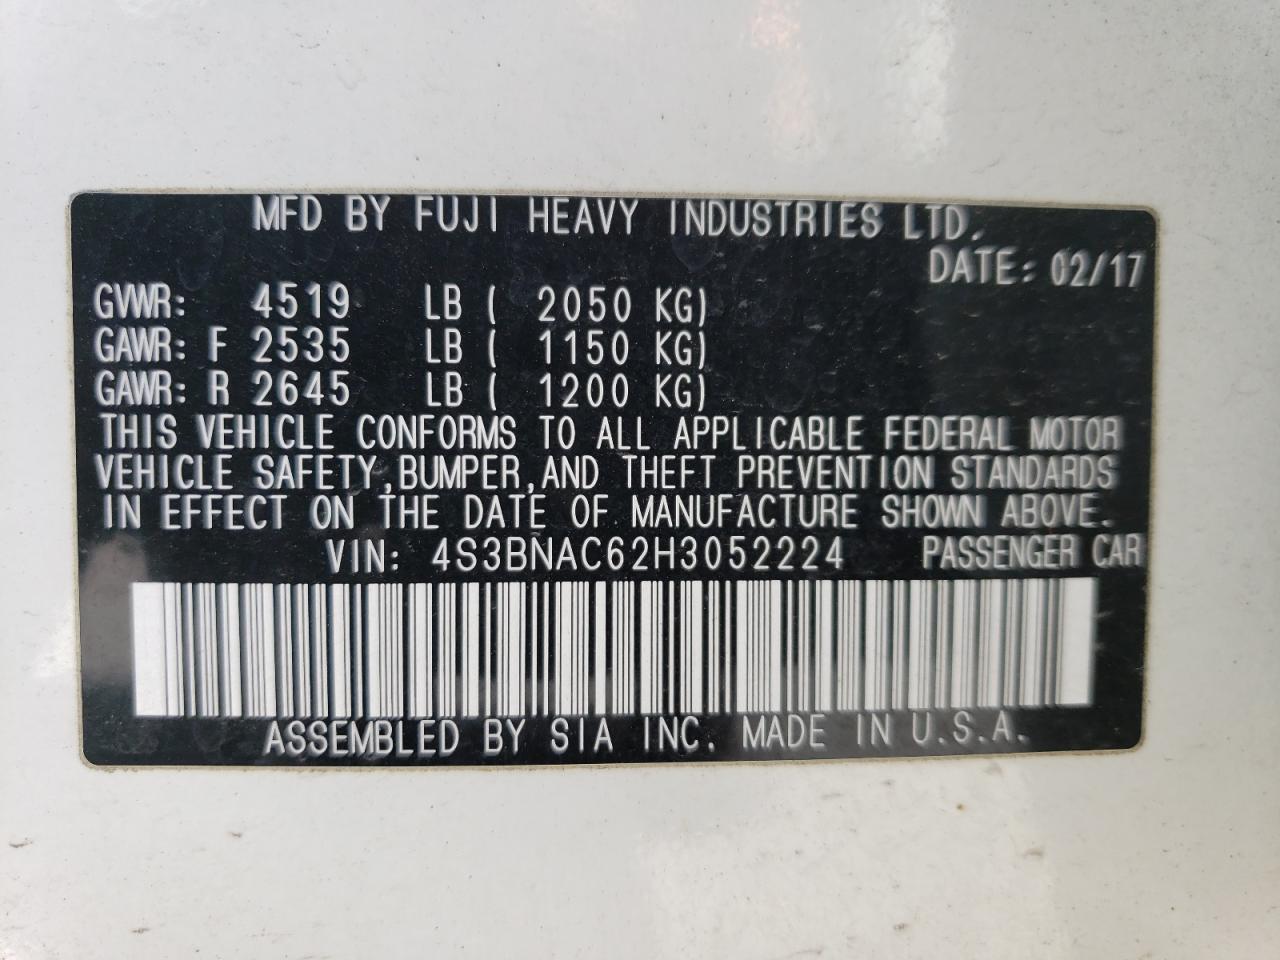 MFD BY FUJI HEAVY INDUSTRIES LTD.
DATE: 02/17
GVWR: 4519 LB ( 2050 KG)
GAWR: F 2535 LB ( 1150 KG)
GAWR: R 2645 LB ( 1200 KG)
THIS VEHICLE CONFORMS TO ALL APPLICABLE FEDERAL MOTOR
VEHICLE SAFETY,BUMPER,AND THEFT PREVENTION STANDARDS
IN EFFECT ON THE DATE OF MANUFACTURE SHOWN ABOVE.
VIN: 4S3BNAC62H3052224 PASSENGER CAR
ASSEMBLED BY SIA INC. MADE IN U.S.A.